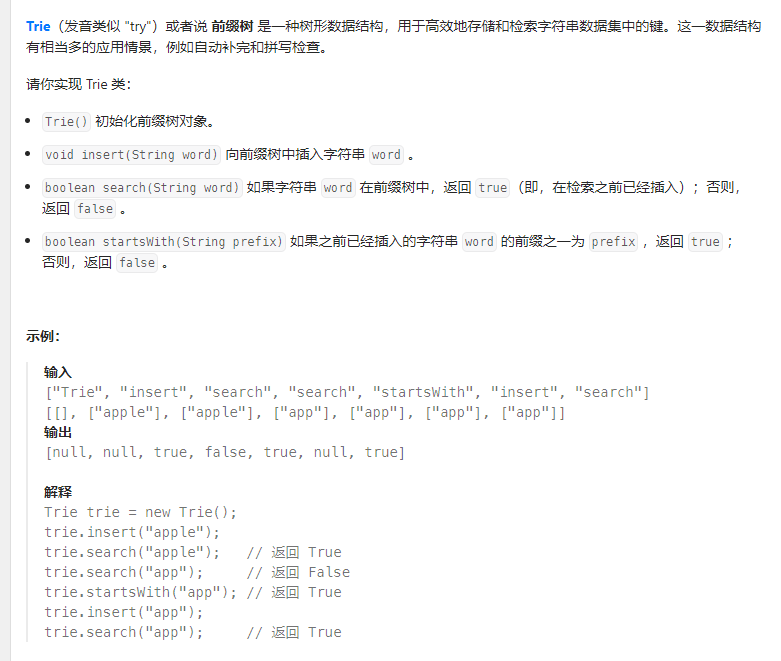 Trie（发音类似 "try"）或者说 前缀树 是一种树形数据结构，用于高效地存储和检索字符串数据集中的键。这一数据结构
有相当多的应用情景，例如自动补完和拼写检查。
请你实现 Trie 类：
• Trie() 初始化前缀树对象。
• void insert(String word) 向前缀树中插入字符串 word 。
• boolean search(String word) 如果字符串 word 在前缀树中，返回 true（即，在检索之前已经插入）；否则，
返回 false 。
• boolean startsWith(String prefix) 如果之前已经插入的字符串 word 的前缀之一为 prefix ，返回 true ；
否则，返回 false 。
示例：
输入
["Trie", "insert", "search", "search", "startsWith", "insert", "search"]
[[], ["apple"], ["apple"], ["app"], ["app"], ["app"], ["app"]]
输出
[null, null, true, false, true, null, true]
解释
Trie trie = new Trie();
trie.insert("apple");
trie.search("apple");   // 返回 True
trie.search("app");     // 返回 False
trie.startsWith("app"); // 返回 True
trie.insert("app");
trie.search("app");     // 返回 True